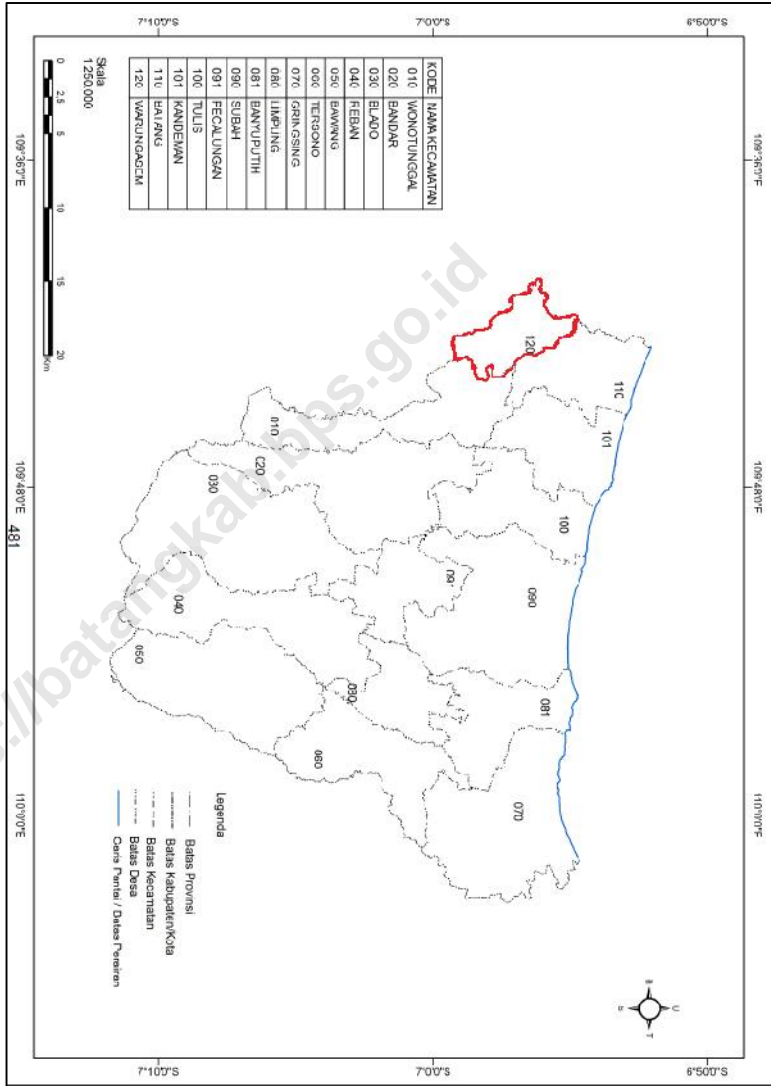 7°10'0"S
7°0'0"S
6°50'0"S
109°36'0"E
109°48'0"E
110°0'0"E
7°10'0"S
7°0'0"S
6°50'0"S
109°36'0"E
109°48'0"E
110°0'0"E
KODE NAMA KECAMATAN
010 WONOTUNGGAL
020 BANDAR
030 BLADO
040 REBAN
050 BAWANG
060 TERSONO
070 GRINGSING
080 LIMPUNG
081 BANYUPUTIH
090 SUBAH
091 PECALUNGAN
100 TULIS
101 KANDEMAN
110 BATANG
120 WARUNGASEM
Skala
1:250.000
0 2,5 5 10 15 20
Km
120
110
101
100
090
081
070
010
020
030
091
040
050
080
060
Legenda
Batas Provinsi
Batas Kabupaten/Kota
Batas Kecamatan
Batas Desa
Garis Pantai / Batas Perairan
U
T
481
://batangkab.bps.go.id